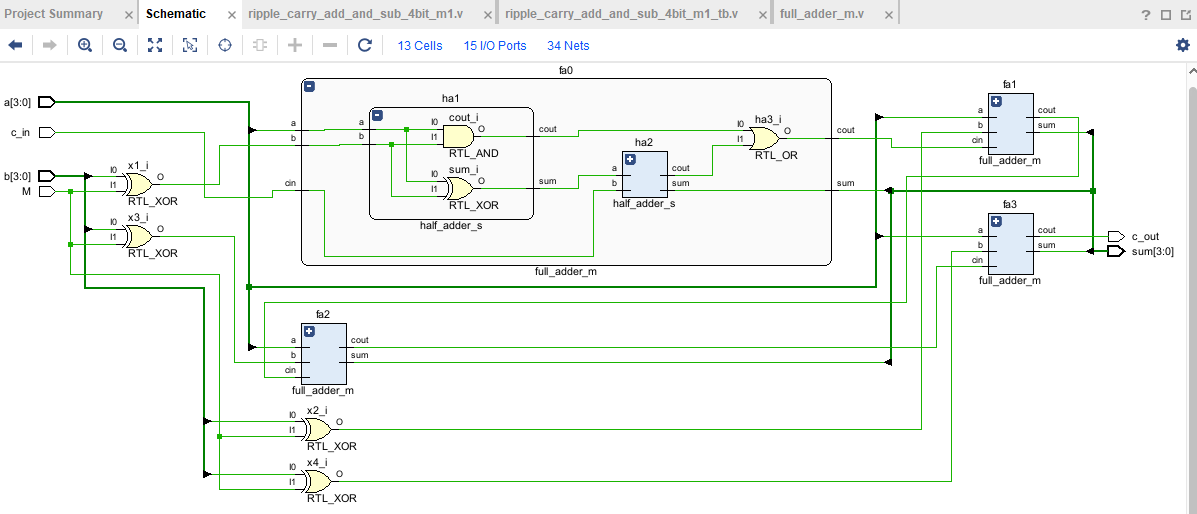 Project Summary × Schematic × ripple_carry_add_and_sub_4bit_m1.v × ripple_carry_add_and_sub_4bit_m1_tb.v × full_adder_m.v × ?
13 Cells 15 I/O Ports 34 Nets
fa0
a[3:0]
c_in
b[3:0]
M
x1_i
I0
I1
O
RTL_XOR
x3_i
I0
I1
O
RTL_XOR
a
b
cin
ha1
a
b
cout_i
I0
I1
O
RTL_AND
sum_i
I0
I1
O
RTL_XOR
cout
sum
half_adder_s
ha2
a
b
cout
sum
half_adder_s
ha3_i
I0
I1
O
RTL_OR
cout
sum
full_adder_m
fa1
a
b
cin
cout
sum
full_adder_m
fa3
a
b
cin
cout
sum
full_adder_m
c_out
sum[3:0]
fa2
a
b
cin
cout
sum
full_adder_m
x2_i
I0
I1
O
RTL_XOR
x4_i
I0
I1
O
RTL_XOR